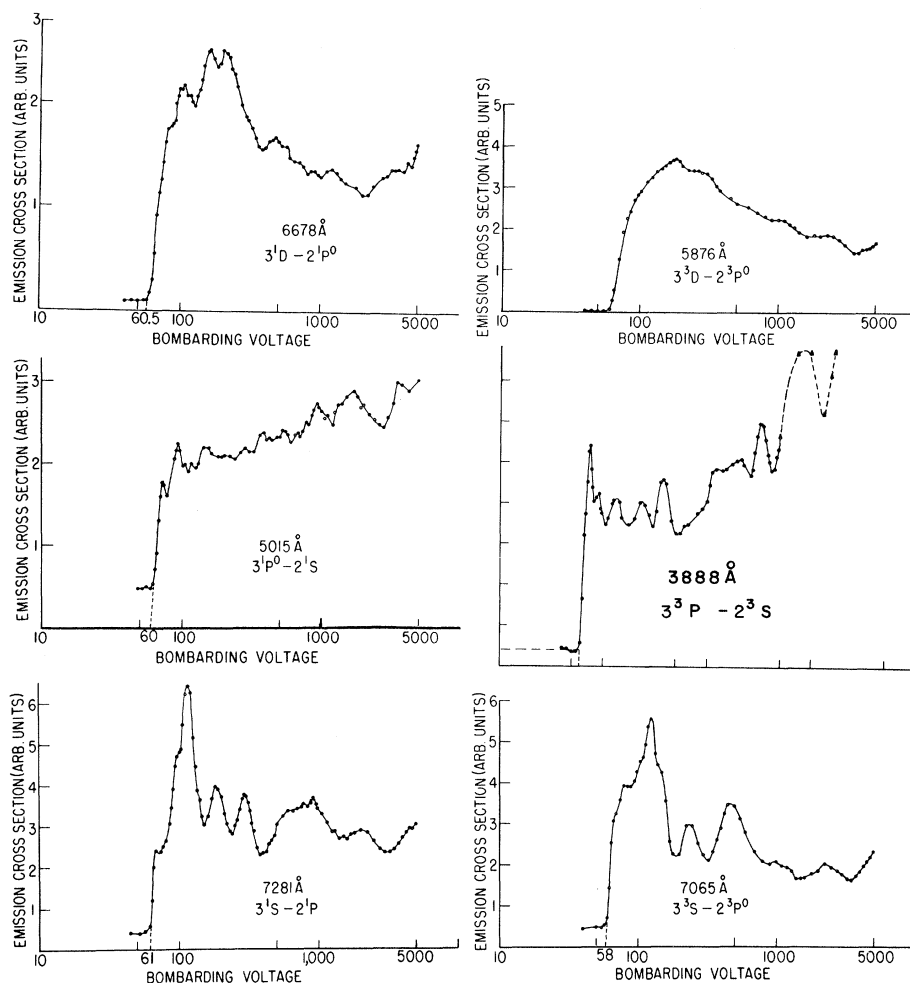 EMISSION CROSS SECTION (ARB. UNITS)
3
2
1
6678Å
3¹D – 2¹P⁰
10
60.5
100
1000
5000
BOMBARDING VOLTAGE
EMISSION CROSS SECTION (ARB. UNITS)
5
4
3
2
1
5876Å
3³D – 2³P⁰
10
60
100
1000
5000
BOMBARDING VOLTAGE
EMISSION CROSS SECTION (ARB. UNITS)
3
2
1
5015Å
3¹P⁰ – 2¹S
10
60
100
1000
5000
BOMBARDING VOLTAGE
3888Å
3³P – 2³S
EMISSION CROSS SECTION (ARB. UNITS)
6
5
4
3
2
1
7281Å
3¹S – 2¹P
10
61
100
1,000
5000
BOMBARDING VOLTAGE
EMISSION CROSS SECTION (ARB. UNITS)
6
5
4
3
2
1
7065Å
3³S – 2³P⁰
10
58
100
1000
5000
BOMBARDING VOLTAGE